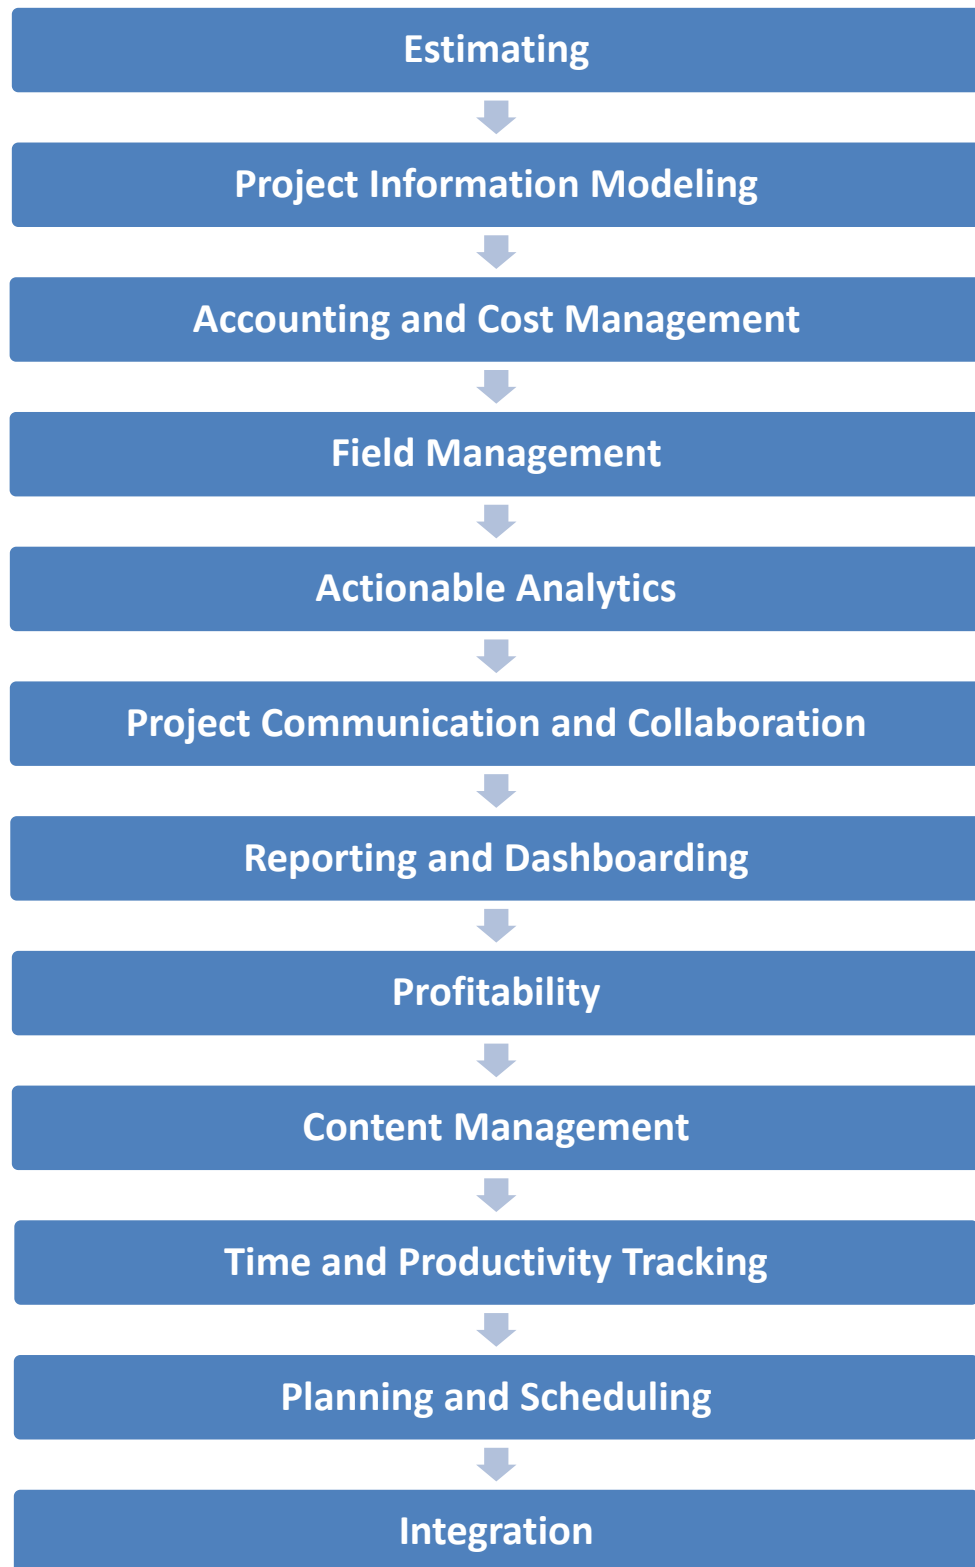 Estimating
Project Information Modeling
Accounting and Cost Management
Field Management
Actionable Analytics
Project Communication and Collaboration
Reporting and Dashboarding
Profitability
Content Management
Time and Productivity Tracking
Planning and Scheduling
Integration